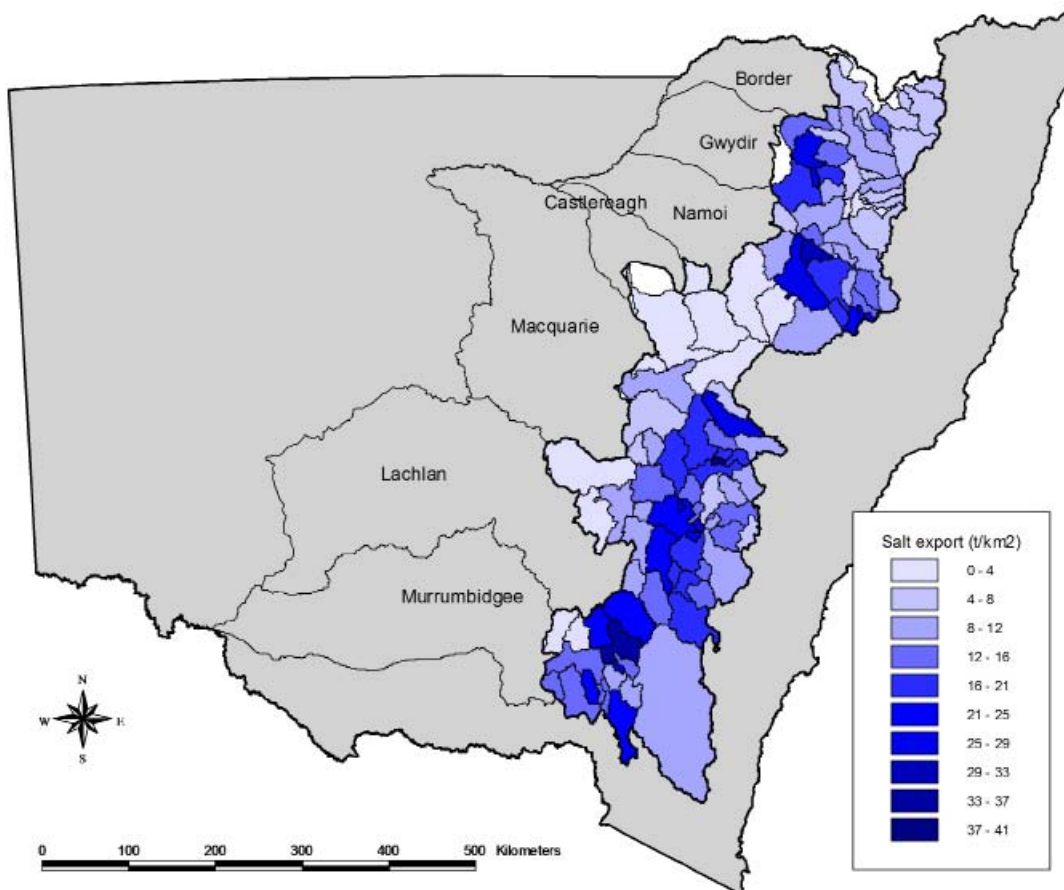 Border
Gwydir
Castlereagh
Namoi
Macquarie
Lachlan
Murrumbidgee
Salt export (t/km2)
0 - 4
4 - 8
8 - 12
12 - 16
16 - 21
21 - 25
25 - 29
29 - 33
33 - 37
37 - 41
N
W E
S
0 100 200 300 400 500 Kilometers